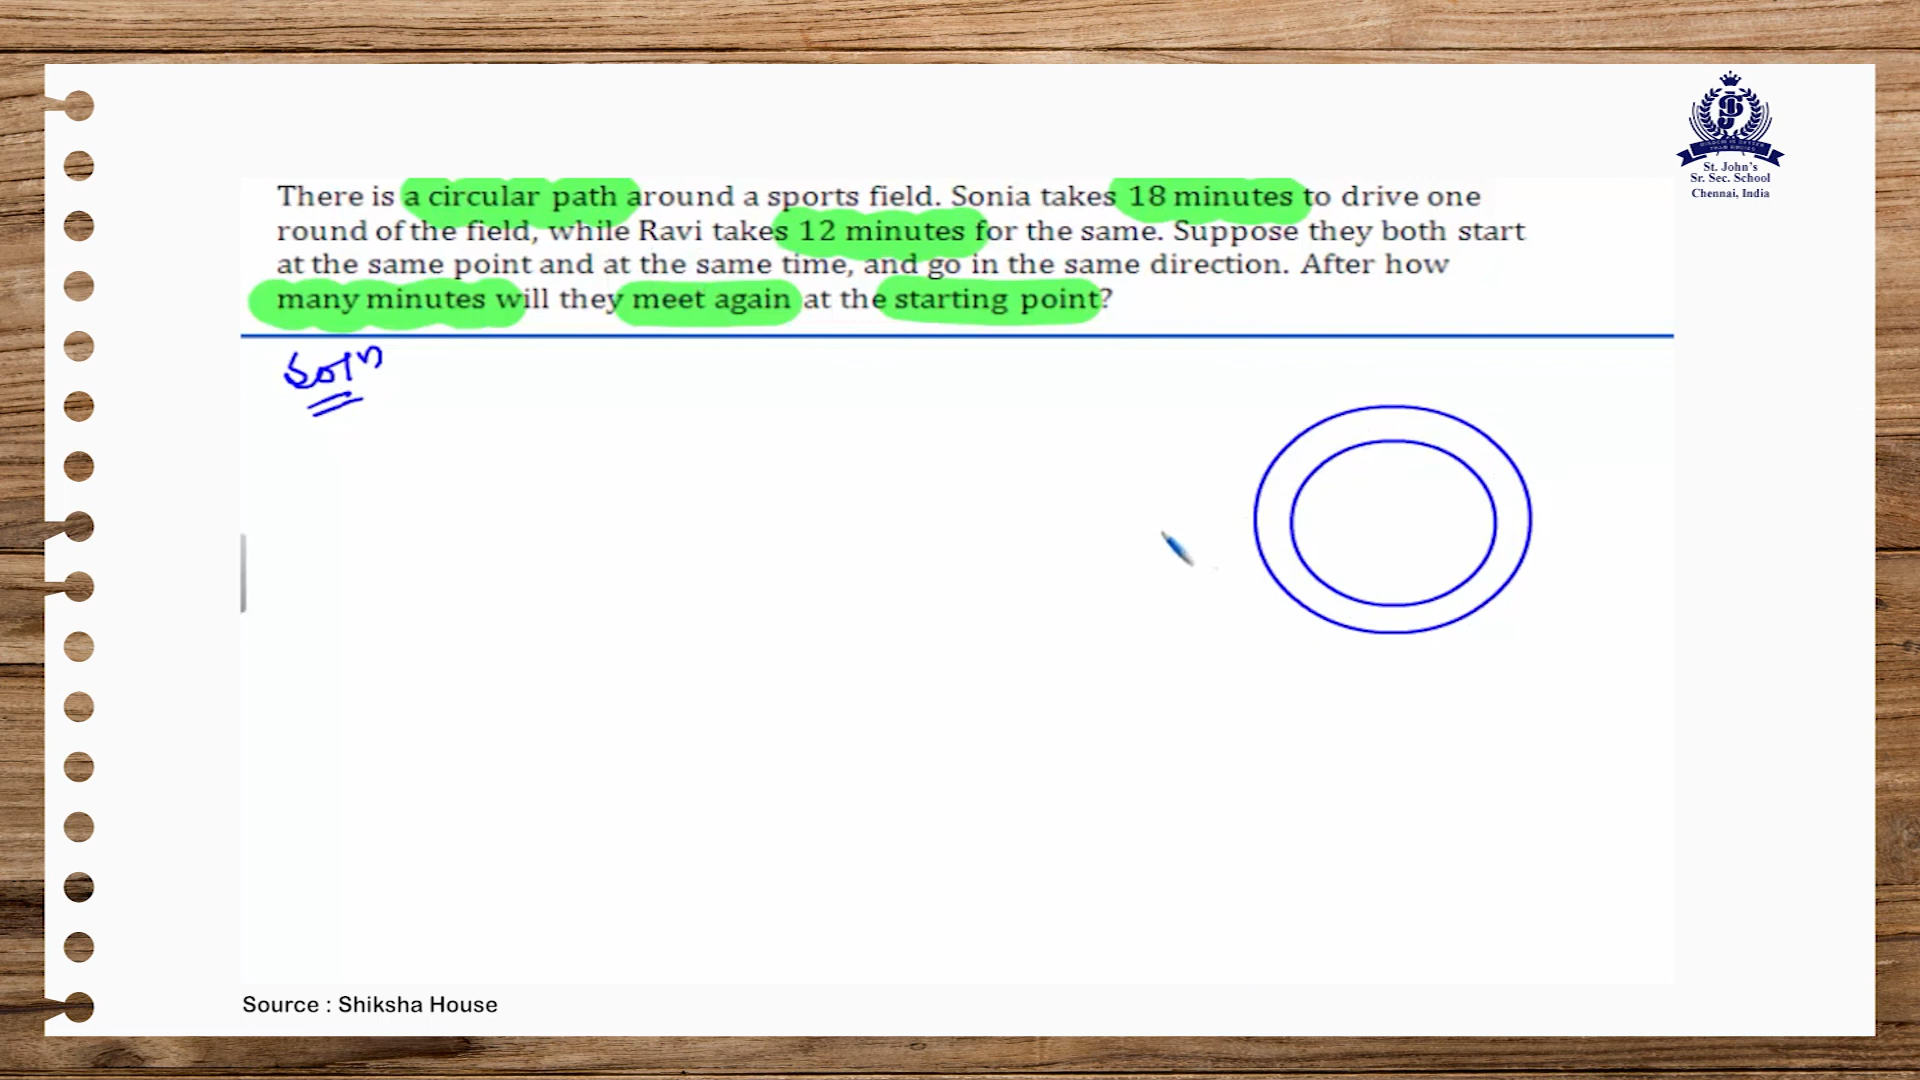 St. John's
Sr. Sec. School
Chennai, India
There is a circular path around a sports field. Sonia takes 18 minutes to drive one
round of the field, while Ravi takes 12 minutes for the same. Suppose they both start
at the same point and at the same time, and go in the same direction. After how
many minutes will they meet again at the starting point?
Soln
Source : Shiksha House